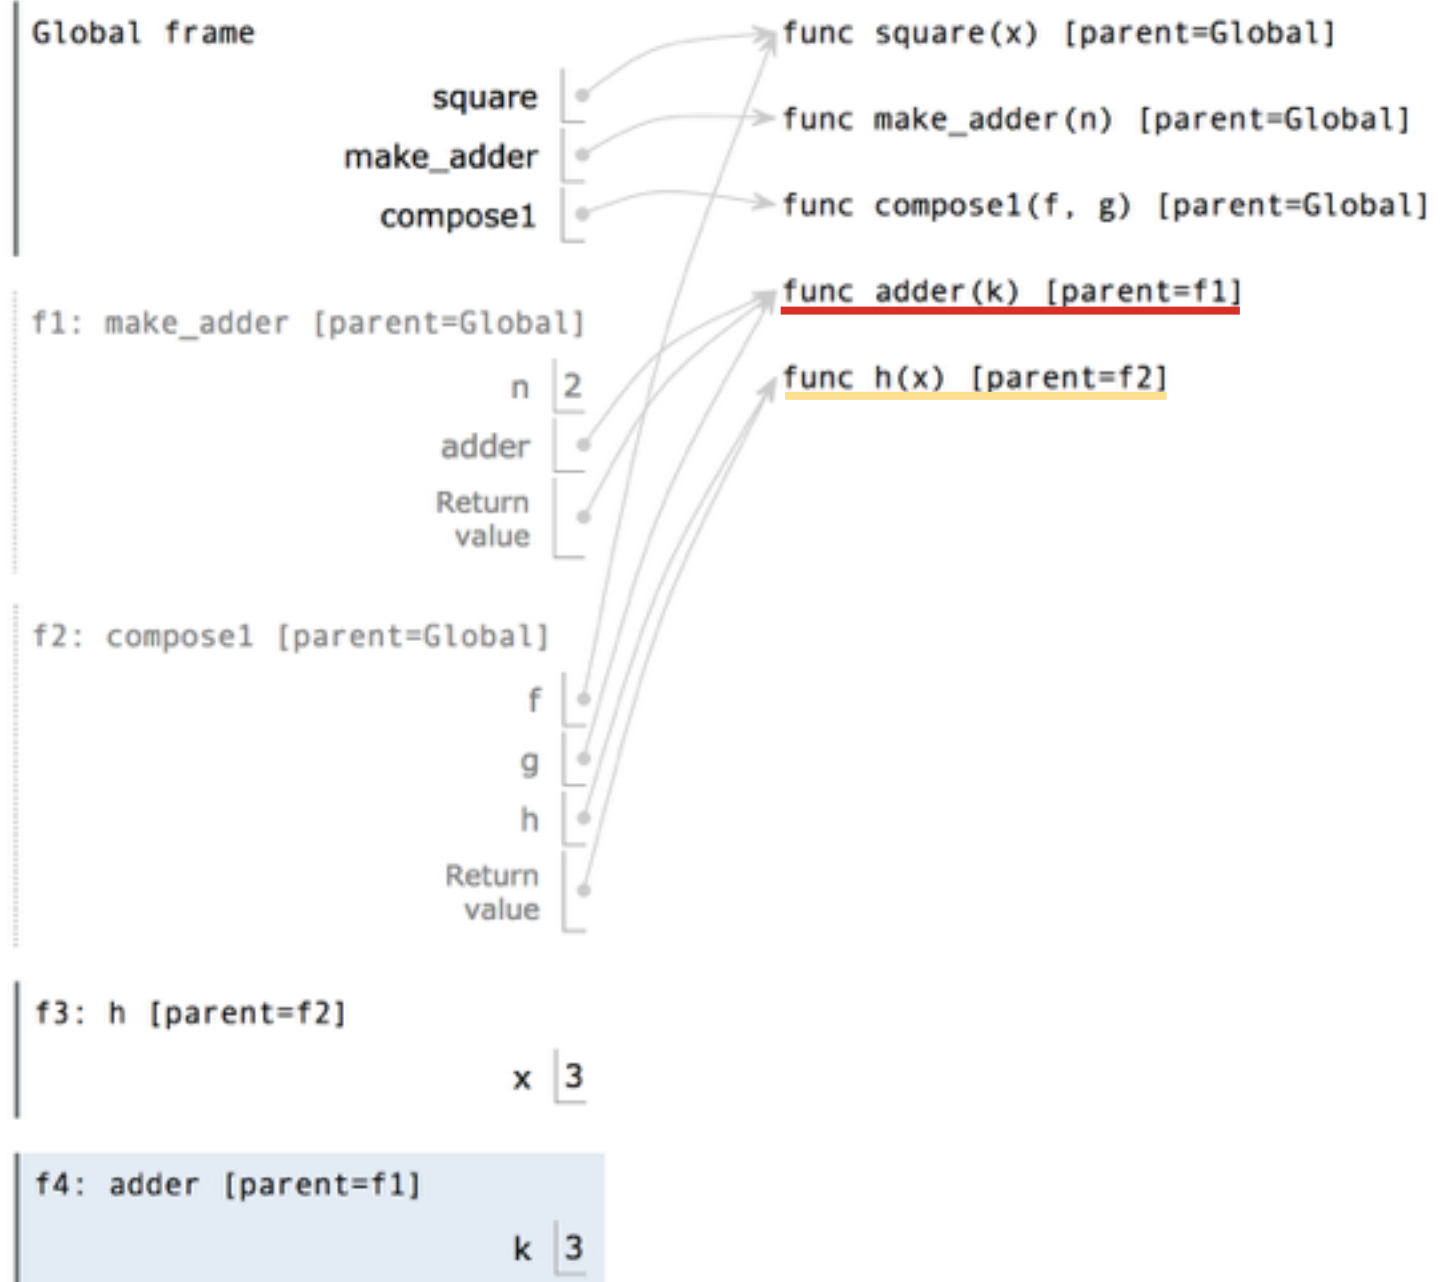 Global frame
square
make_adder
compose1
func square(x) [parent=Global]
func make_adder(n) [parent=Global]
func compose1(f, g) [parent=Global]
func adder(k) [parent=f1]
func h(x) [parent=f2]
f1: make_adder [parent=Global]
n 2
adder
Return
value
f2: compose1 [parent=Global]
f
g
h
Return
value
f3: h [parent=f2]
x 3
f4: adder [parent=f1]
k 3